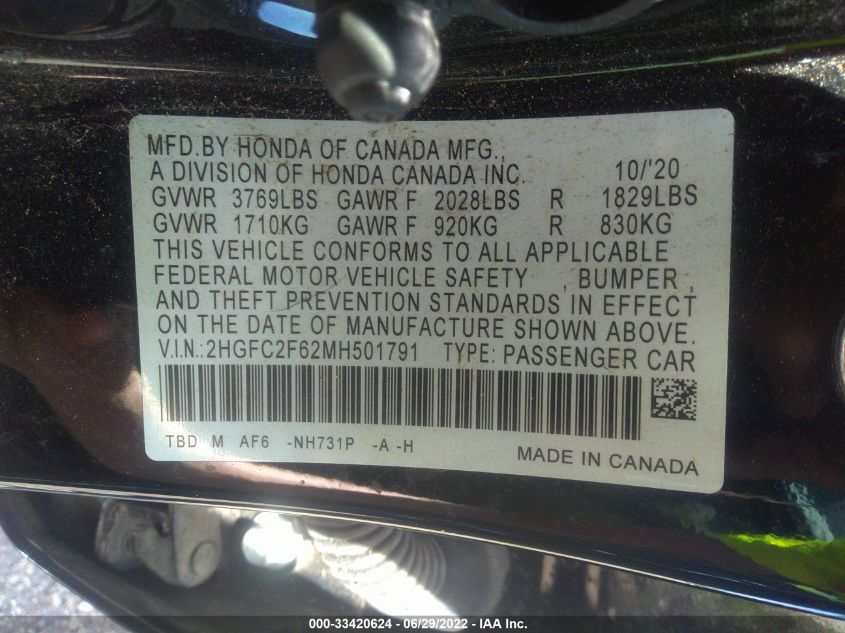 MFD.BY HONDA OF CANADA MFG.,
A DIVISION OF HONDA CANADA INC. 10/'20
GVWR 3769LBS GAWR F 2028LBS R 1829LBS
GVWR 1710KG GAWR F 920KG R 830KG
THIS VEHICLE CONFORMS TO ALL APPLICABLE
FEDERAL MOTOR VEHICLE SAFETY , BUMPER ,
AND THEFT PREVENTION STANDARDS IN EFFECT
ON THE DATE OF MANUFACTURE SHOWN ABOVE.
V.I.N.:2HGFC2F62MH501791 TYPE: PASSENGER CAR
TBD M AF6 -NH731P -A -H
MADE IN CANADA
000-33420624 - 06/29/2022 - IAA Inc.